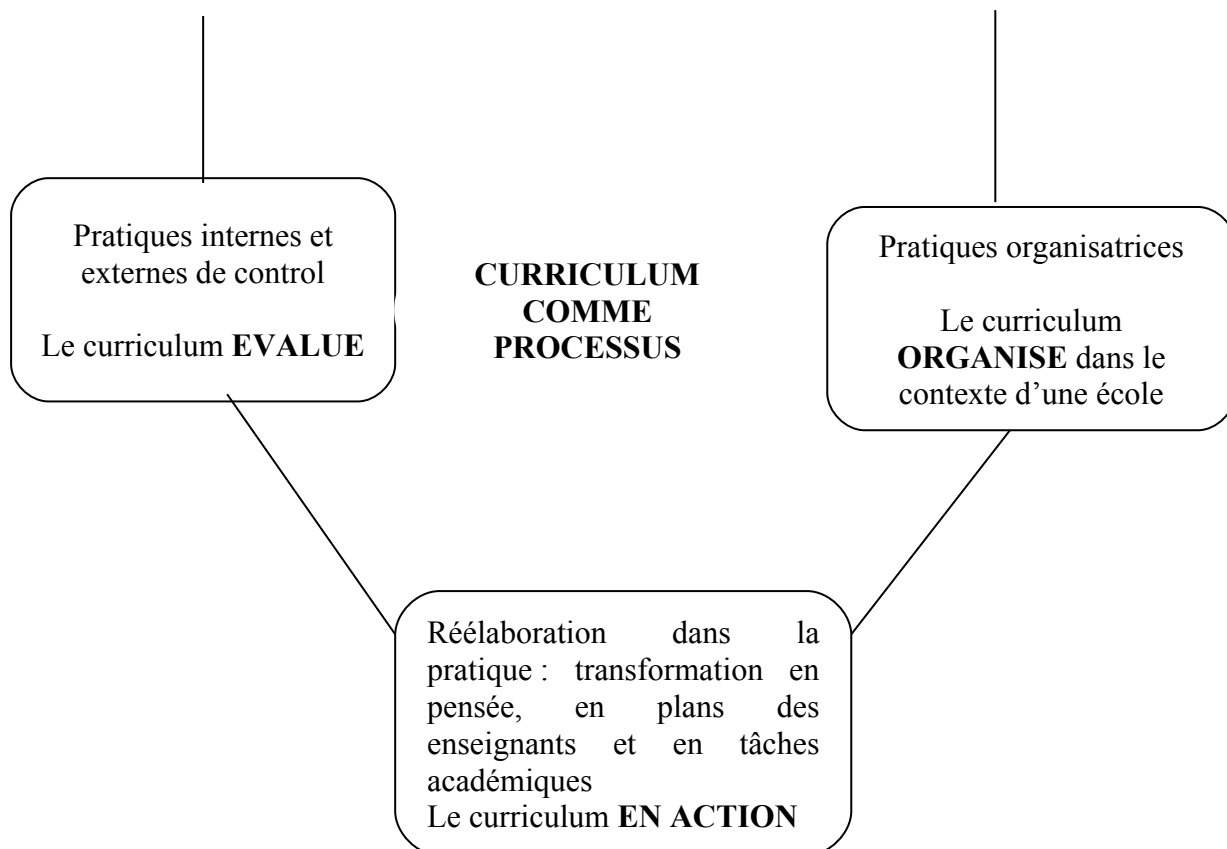 Pratiques internes et
externes de control
Le curriculum EVALUE
CURRICULUM
COMME
PROCESSUS
Pratiques organisatrices
Le curriculum
ORGANISE dans le
contexte d’une école
Réélaboration dans la
pratique : transformation en
pensée, en plans des
enseignants et en tâches
académiques
Le curriculum EN ACTION